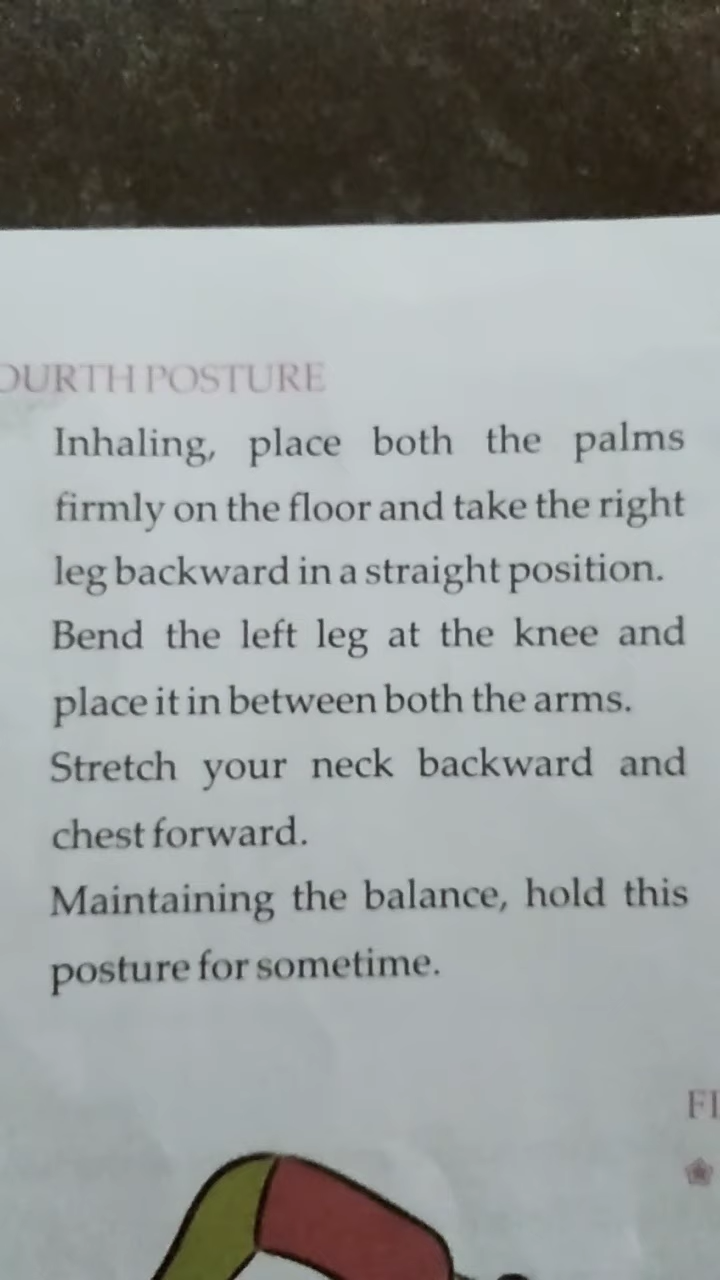 OURTH POSTURE
Inhaling, place both the palms
firmly on the floor and take the right
leg backward in a straight position.
Bend the left leg at the knee and
place it in between both the arms.
Stretch your neck backward and
chest forward.
Maintaining the balance, hold this
posture for sometime.
FI